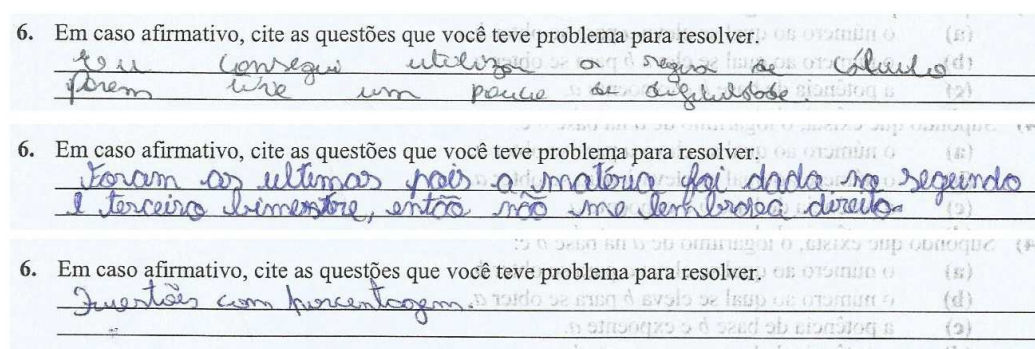 6. Em caso afirmativo, cite as questões que você teve problema para resolver.
eu consegui utilizar a regua de cálculo
porem tive um pouco de dificuldade.
6. Em caso afirmativo, cite as questões que você teve problema para resolver.
Foram as ultimas pois a matéria foi dada no segundo
e terceiro bimestre, então não me lembrava direito.
6. Em caso afirmativo, cite as questões que você teve problema para resolver.
Questões com porcentagem.